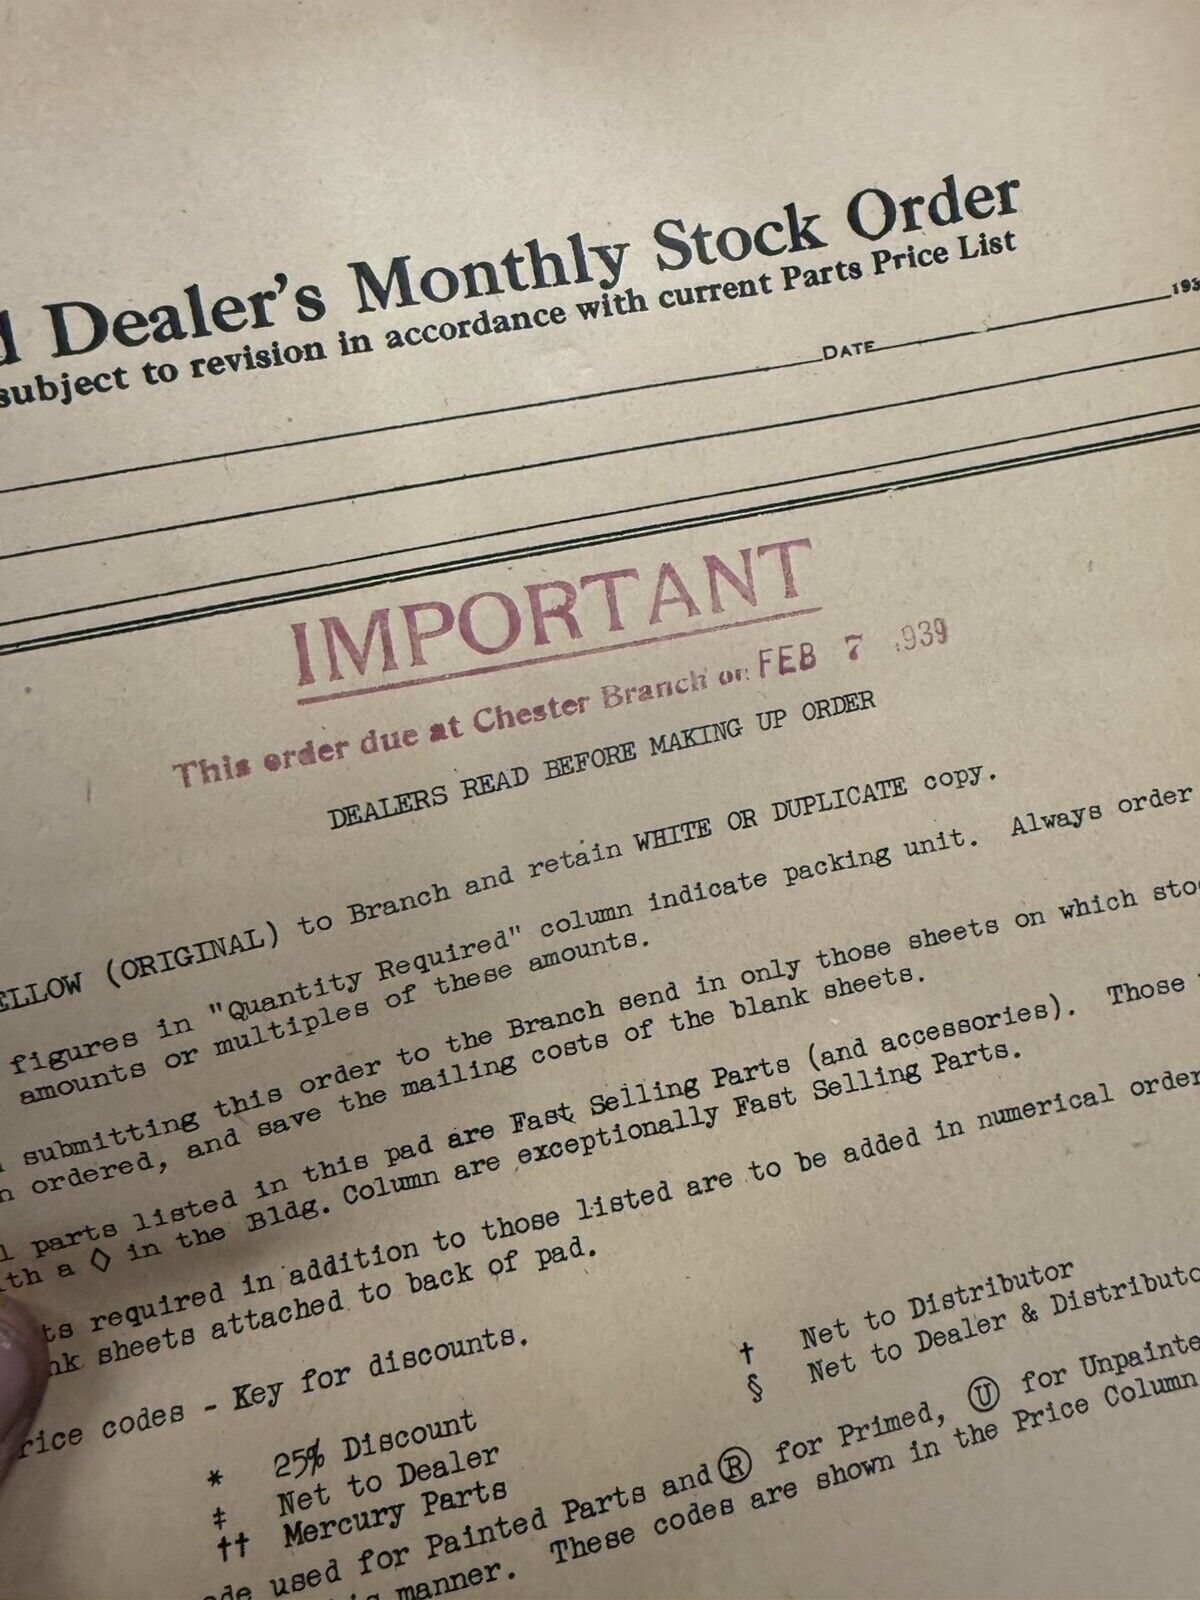 Dealer's Monthly Stock Order
subject to revision in accordance with current Parts Price List
DATE 193
IMPORTANT
This order due at Chester Branch on FEB 7 1939
DEALERS READ BEFORE MAKING UP ORDER
ELLOW (ORIGINAL) to Branch and retain WHITE OR DUPLICATE copy.
figures in "Quantity Required" column indicate packing unit. Always order
amounts or multiples of these amounts.
submitting this order to the Branch send in only those sheets on which stoc
n ordered, and save the mailing costs of the blank sheets.
l parts listed in this pad are Fast Selling Parts (and accessories). Those
ith a ◊ in the Bldg. Column are exceptionally Fast Selling Parts.
ts required in addition to those listed are to be added in numerical order
nk sheets attached to back of pad.
rice codes - Key for discounts.
* 25% Discount
‡ Net to Dealer
†† Mercury Parts
† Net to Distributor
§ Net to Dealer & Distributo
ode used for Painted Parts and Ⓡ for Primed, Ⓤ for Unpainte
is manner. These codes are shown in the Price Column